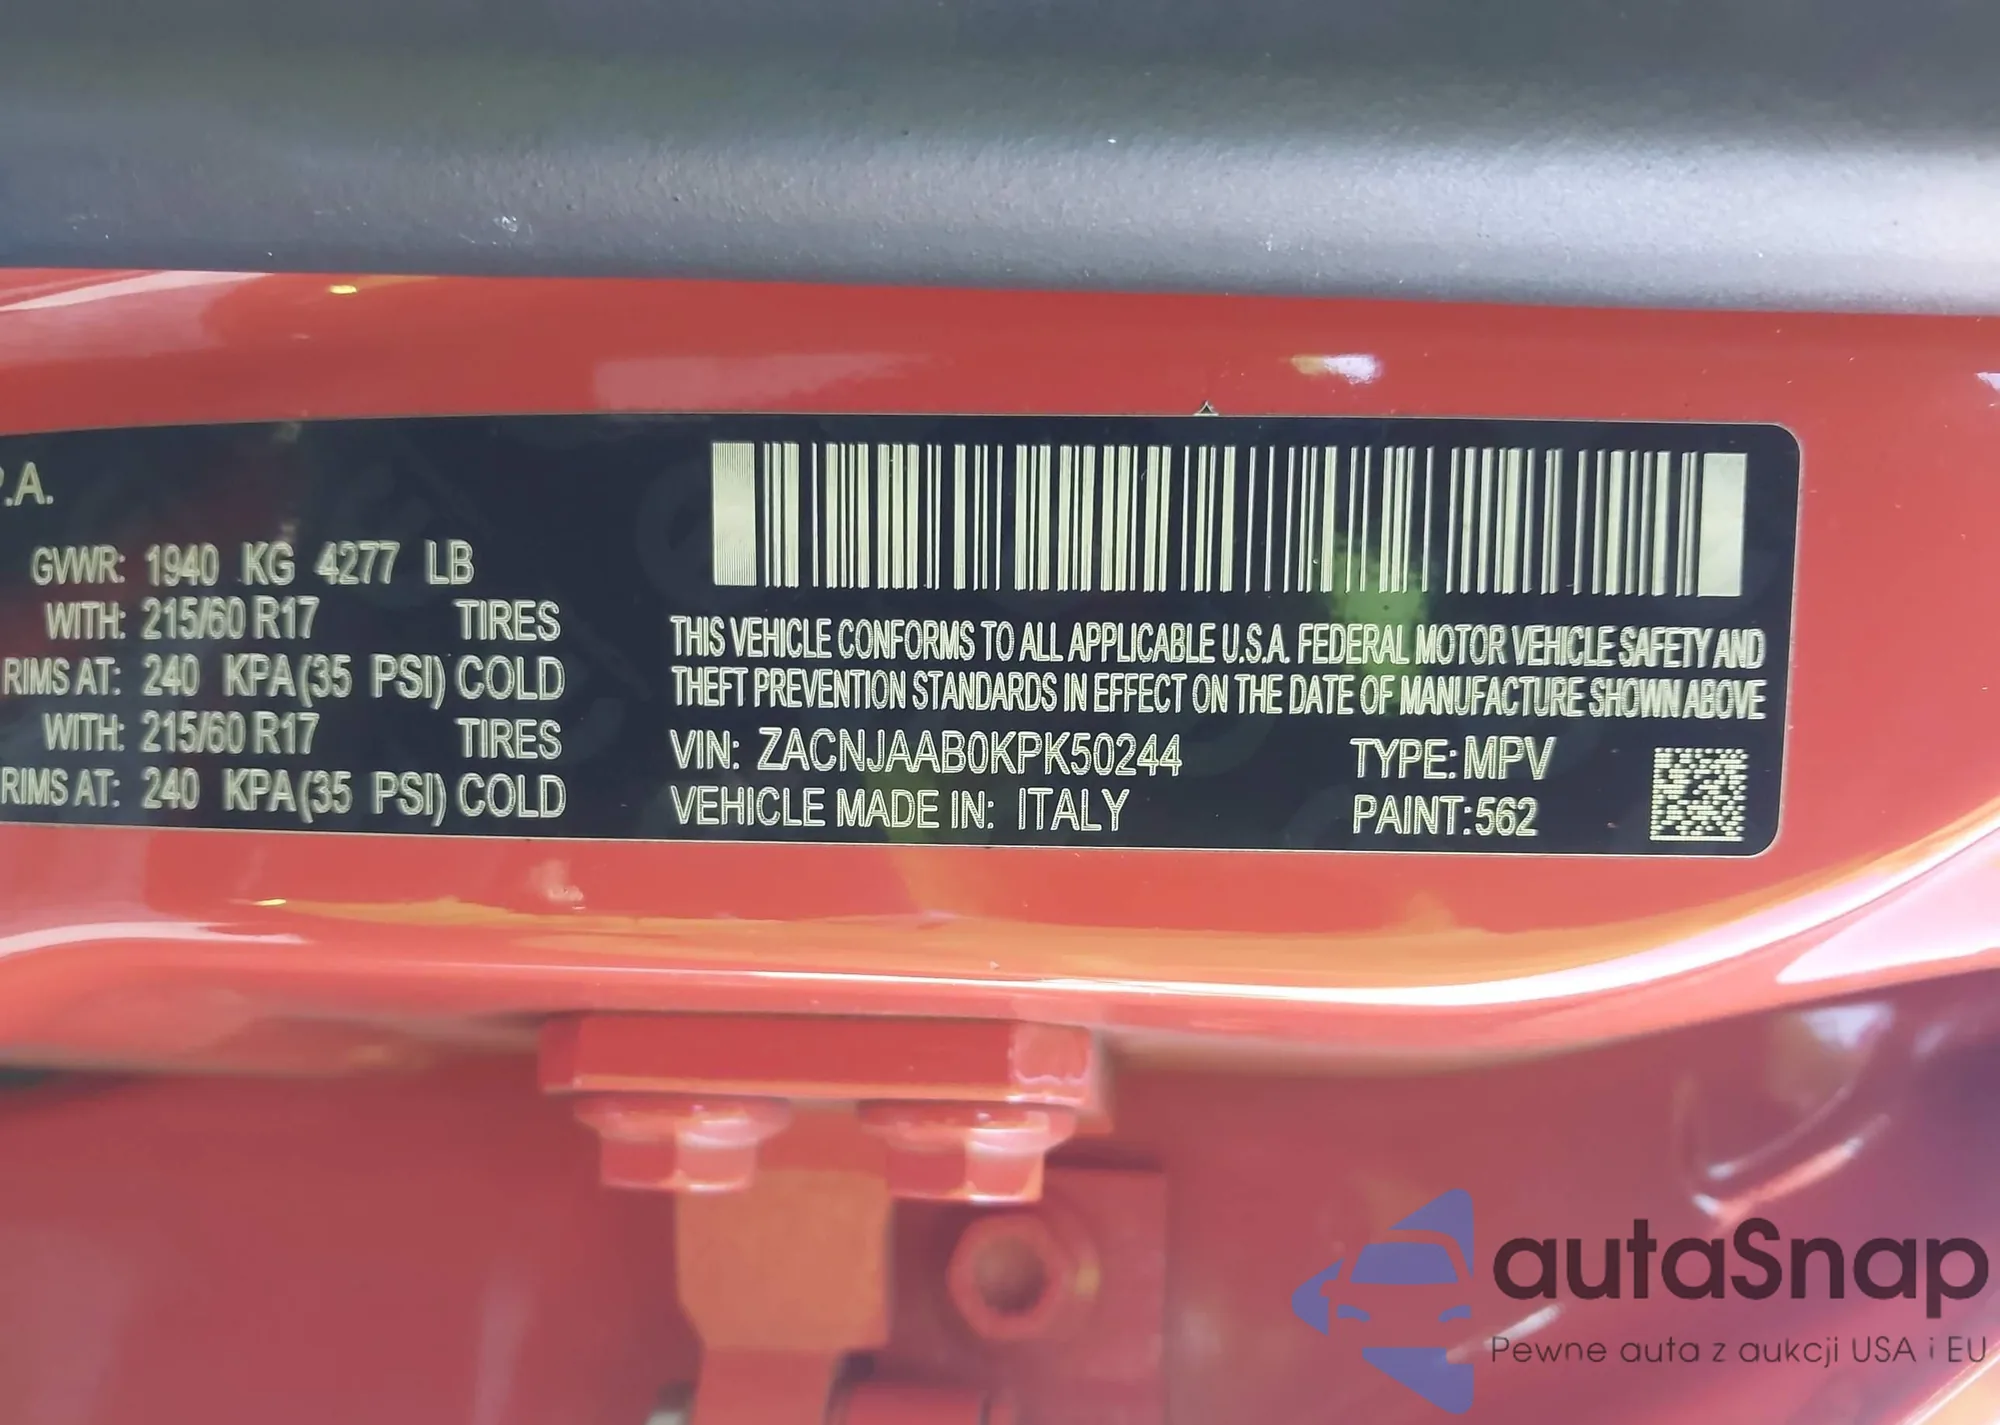 P.A.
GVWR: 1940 KG 4277 LB
WITH: 215/60 R17 TIRES
RIMS AT: 240 KPA(35 PSI) COLD
WITH: 215/60 R17 TIRES
RIMS AT: 240 KPA(35 PSI) COLD
THIS VEHICLE CONFORMS TO ALL APPLICABLE U.S.A. FEDERAL MOTOR VEHICLE SAFETY AND
THEFT PREVENTION STANDARDS IN EFFECT ON THE DATE OF MANUFACTURE SHOWN ABOVE
VIN: ZACNJAAB0KPK50244 TYPE: MPV
VEHICLE MADE IN: ITALY PAINT:562
autaSnap
Pewne auta z aukcji USA i EU